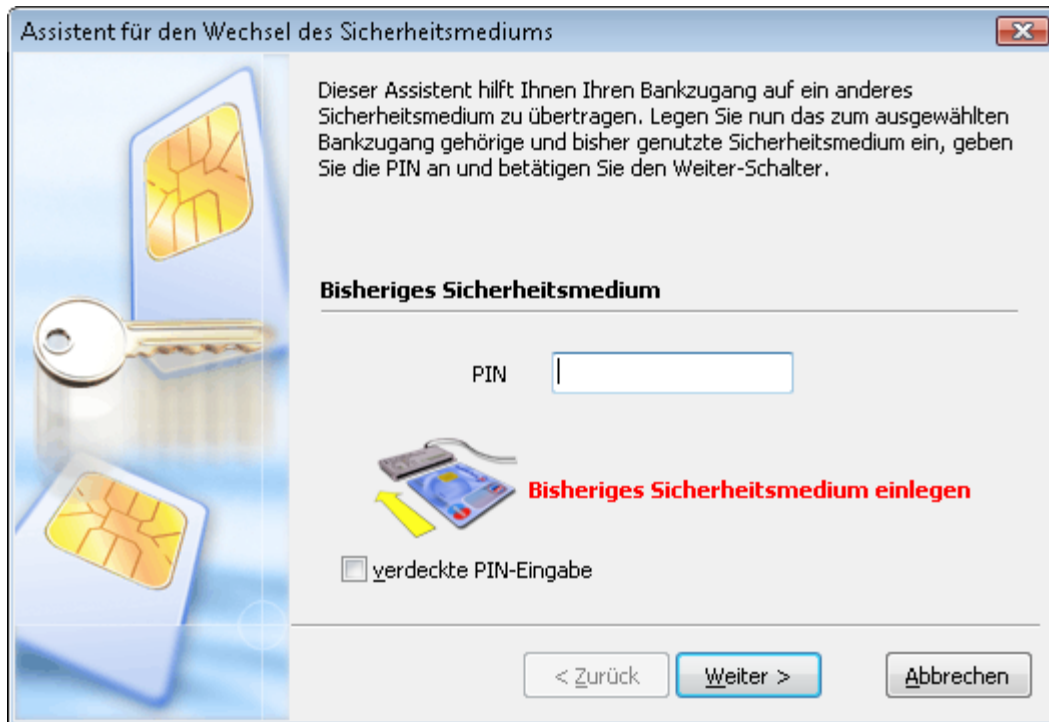 Assistent für den Wechsel des Sicherheitsmediums
Dieser Assistent hilft Ihnen Ihren Bankzugang auf ein anderes
Sicherheitsmedium zu übertragen. Legen Sie nun das zum ausgewählten
Bankzugang gehörige und bisher genutzte Sicherheitsmedium ein, geben
Sie die PIN an und betätigen Sie den Weiter-Schalter.
Bisheriges Sicherheitsmedium
PIN
Bisheriges Sicherheitsmedium einlegen
verdeckte PIN-Eingabe
< Zurück
Weiter >
Abbrechen